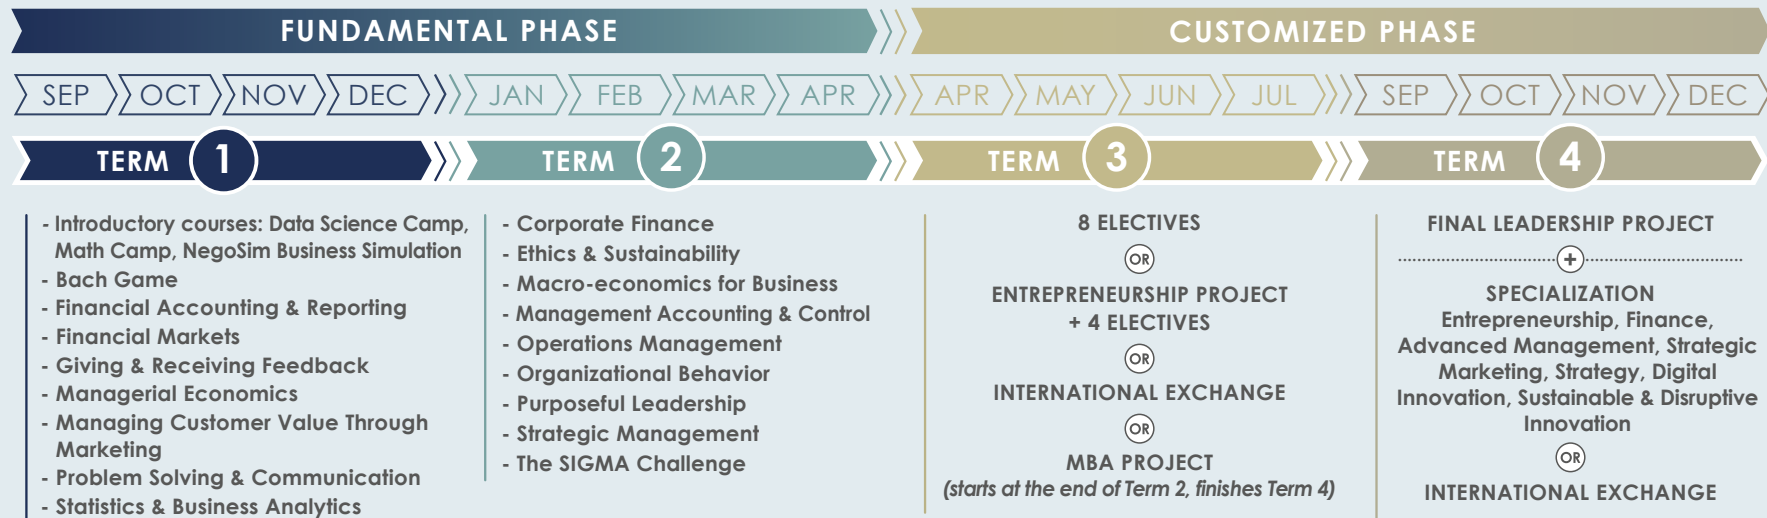 FUNDAMENTAL PHASE
CUSTOMIZED PHASE
SEP OCT NOV DEC JAN FEB MAR APR APR MAY JUN JUL SEP OCT NOV DEC
TERM 1
TERM 2
TERM 3
TERM 4
- Introductory courses: Data Science Camp,
Math Camp, NegoSim Business Simulation
- Bach Game
- Financial Accounting & Reporting
- Financial Markets
- Giving & Receiving Feedback
- Managerial Economics
- Managing Customer Value Through
Marketing
- Problem Solving & Communication
- Statistics & Business Analytics
- Corporate Finance
- Ethics & Sustainability
- Macro-economics for Business
- Management Accounting & Control
- Operations Management
- Organizational Behavior
- Purposeful Leadership
- Strategic Management
- The SIGMA Challenge
8 ELECTIVES
OR
ENTREPRENEURSHIP PROJECT
+ 4 ELECTIVES
OR
INTERNATIONAL EXCHANGE
OR
MBA PROJECT
(starts at the end of Term 2, finishes Term 4)
FINAL LEADERSHIP PROJECT
+
SPECIALIZATION
Entrepreneurship, Finance,
Advanced Management, Strategic
Marketing, Strategy, Digital
Innovation, Sustainable & Disruptive
Innovation
OR
INTERNATIONAL EXCHANGE